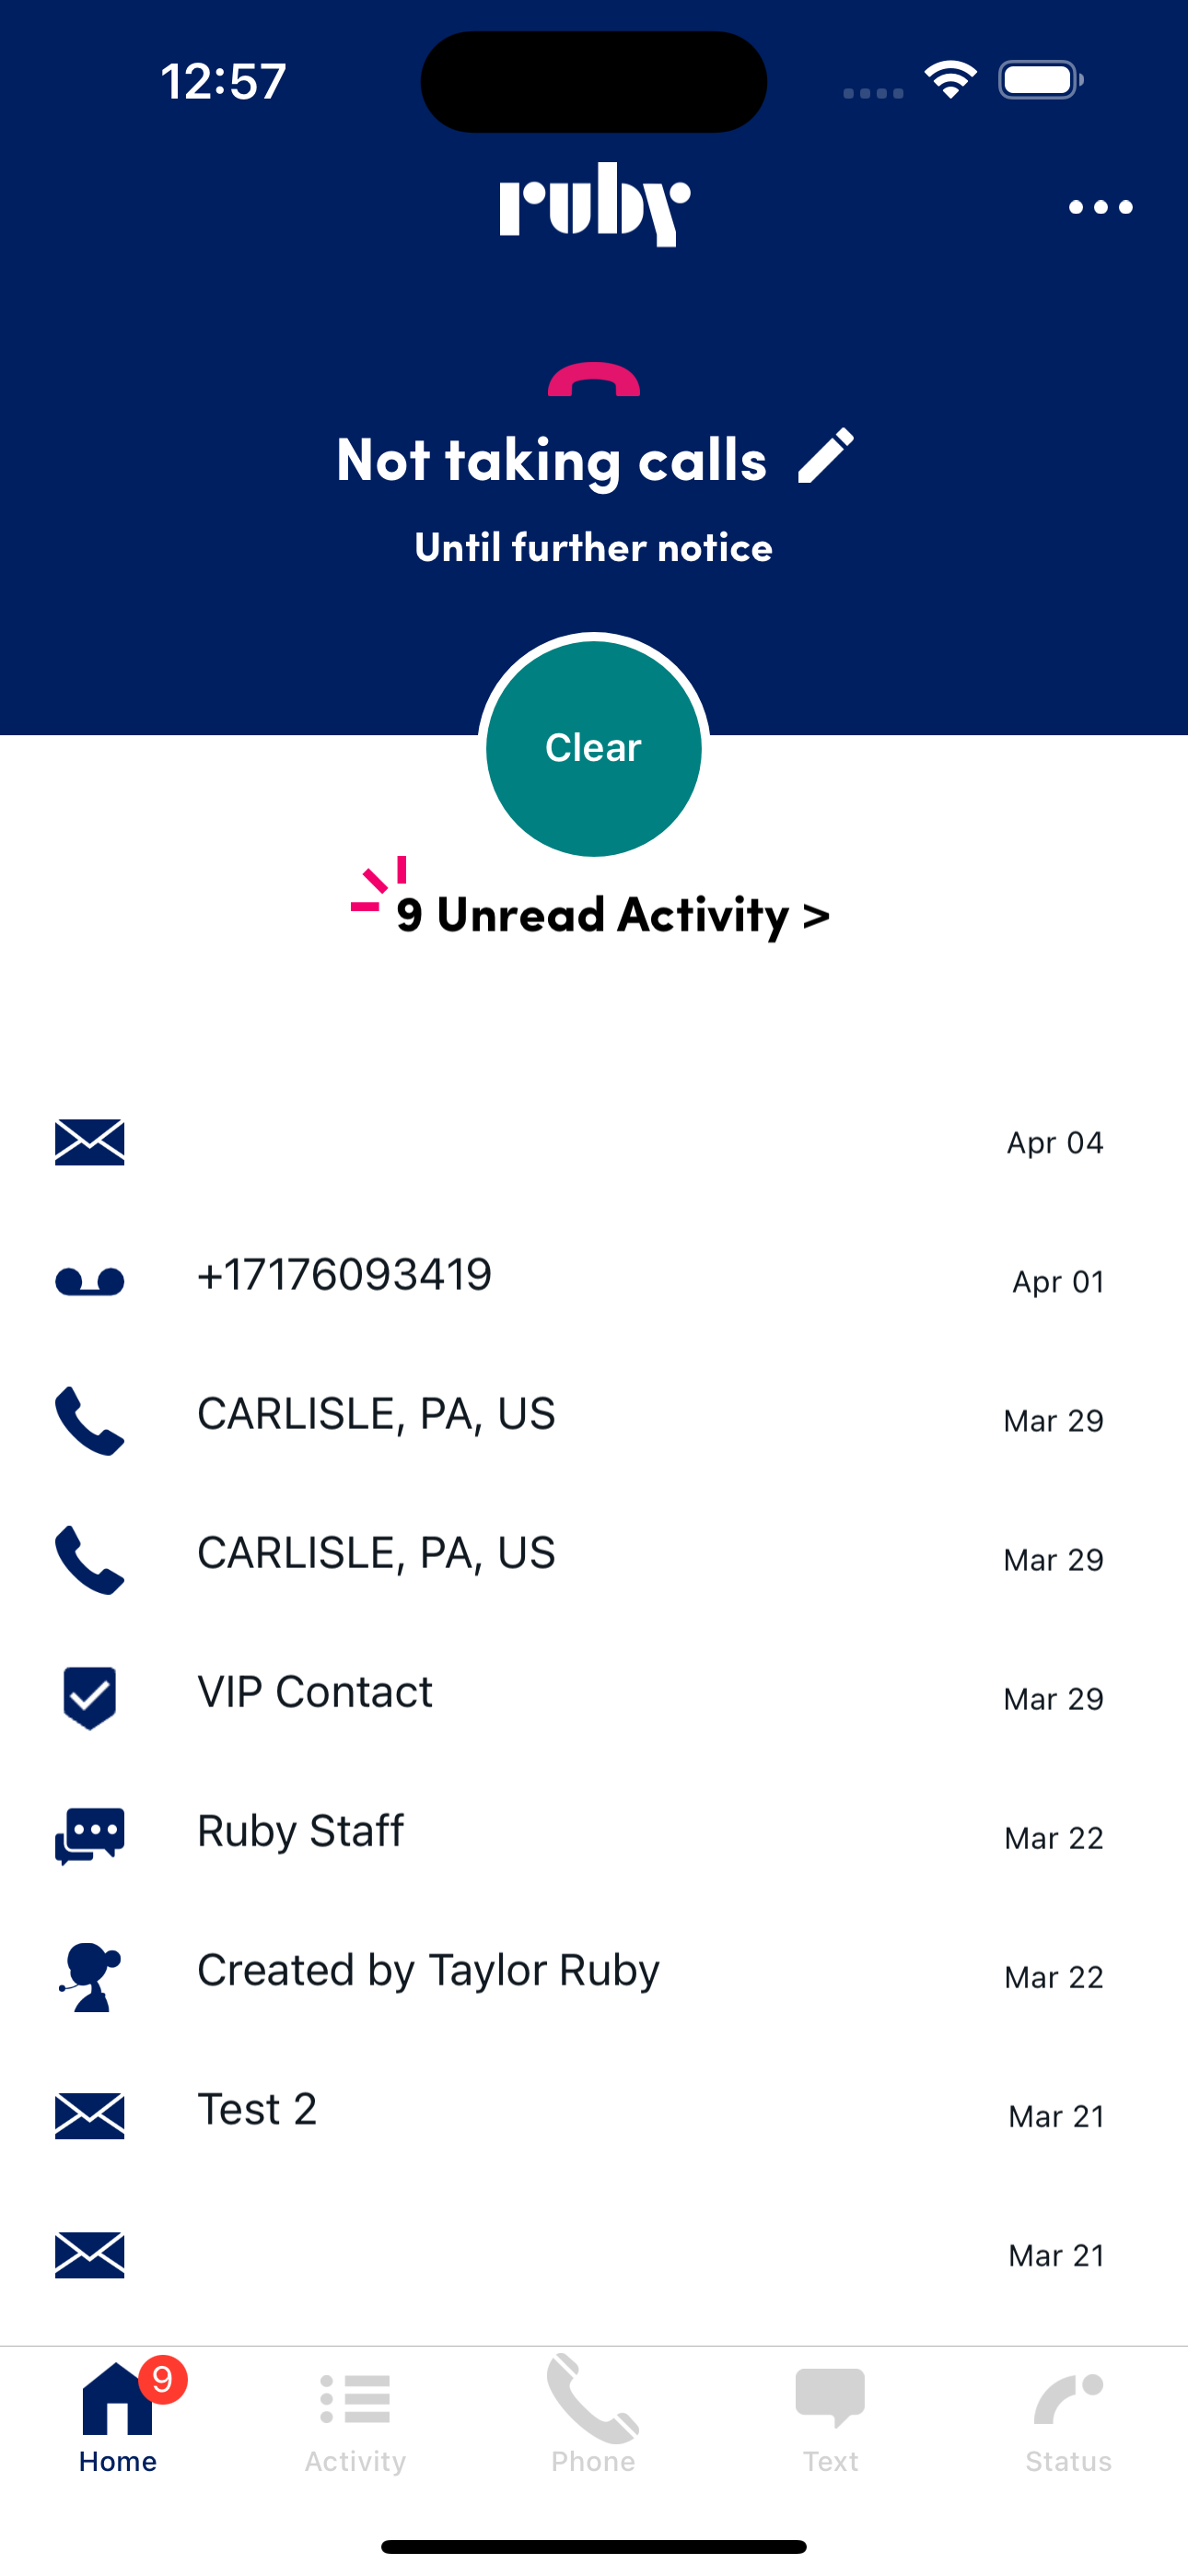 12:57
ruby
Not taking calls
Until further notice
Clear
9 Unread Activity >
Apr 04
+17176093419 Apr 01
CARLISLE, PA, US Mar 29
CARLISLE, PA, US Mar 29
VIP Contact Mar 29
Ruby Staff Mar 22
Created by Taylor Ruby Mar 22
Test 2 Mar 21
Mar 21
9
Home Activity Phone Text Status